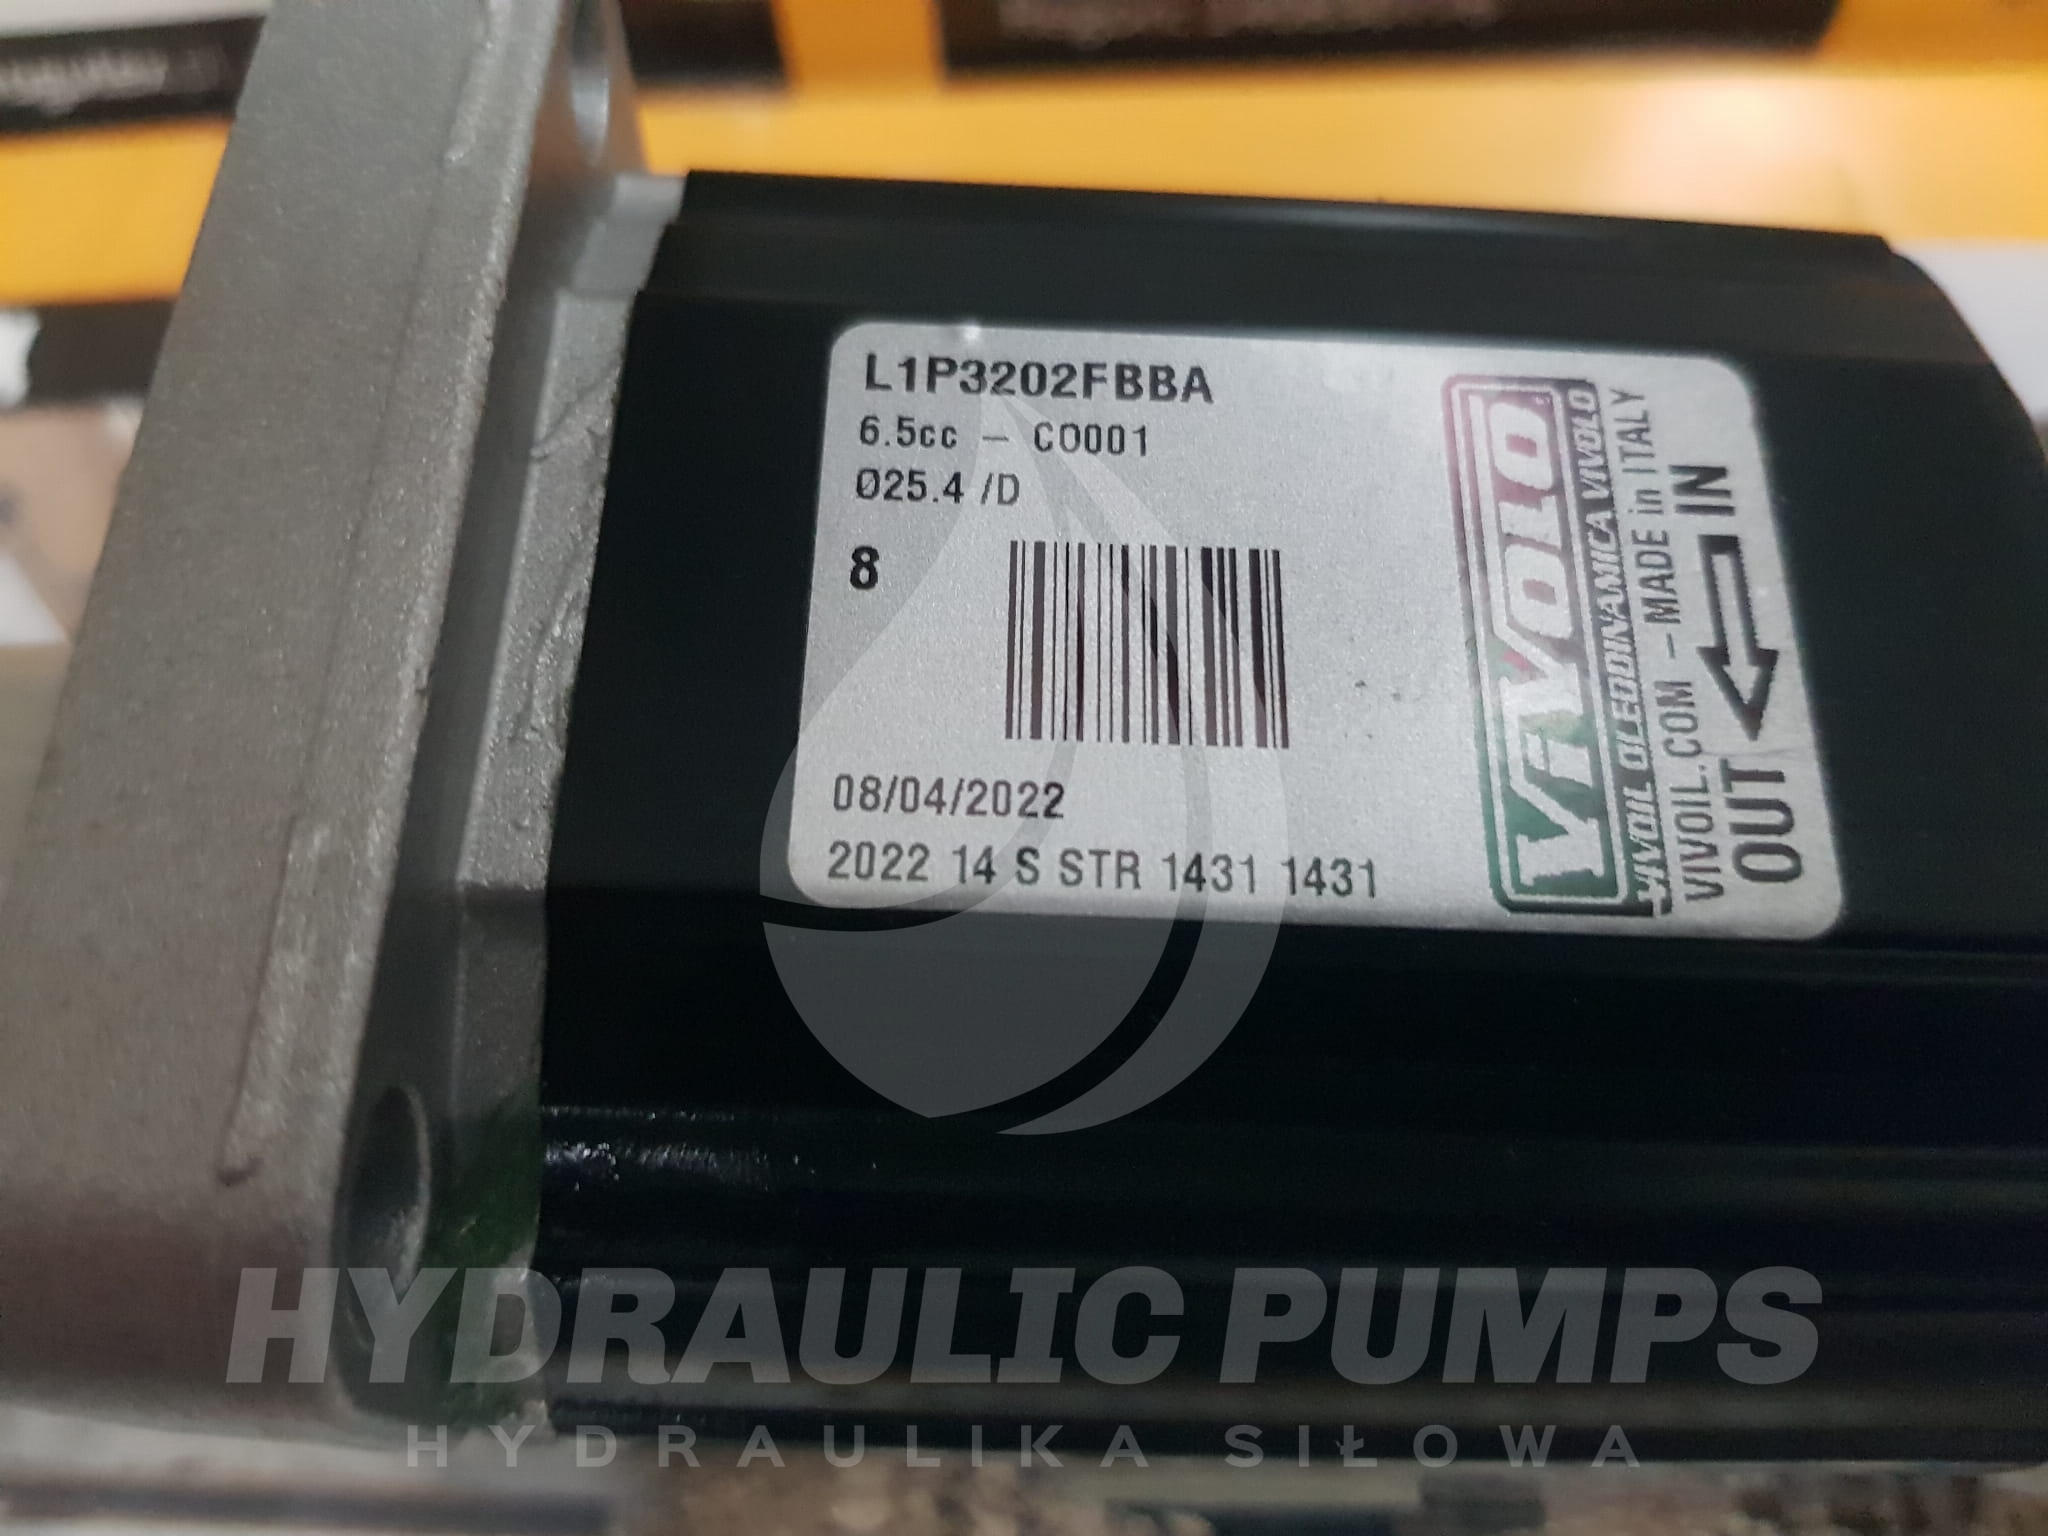 L1P3202FBBA
6.5cc – CO001
Ø25.4 /D
8
08/04/2022
2022 14 S STR 1431 1431
ViVOLO
VIVOIL OLEODINAMICA VIVOLO
VIVOIL.COM – MADE in ITALY
OUT IN
HYDRAULIC PUMPS
HYDRAULIKA SIŁOWA